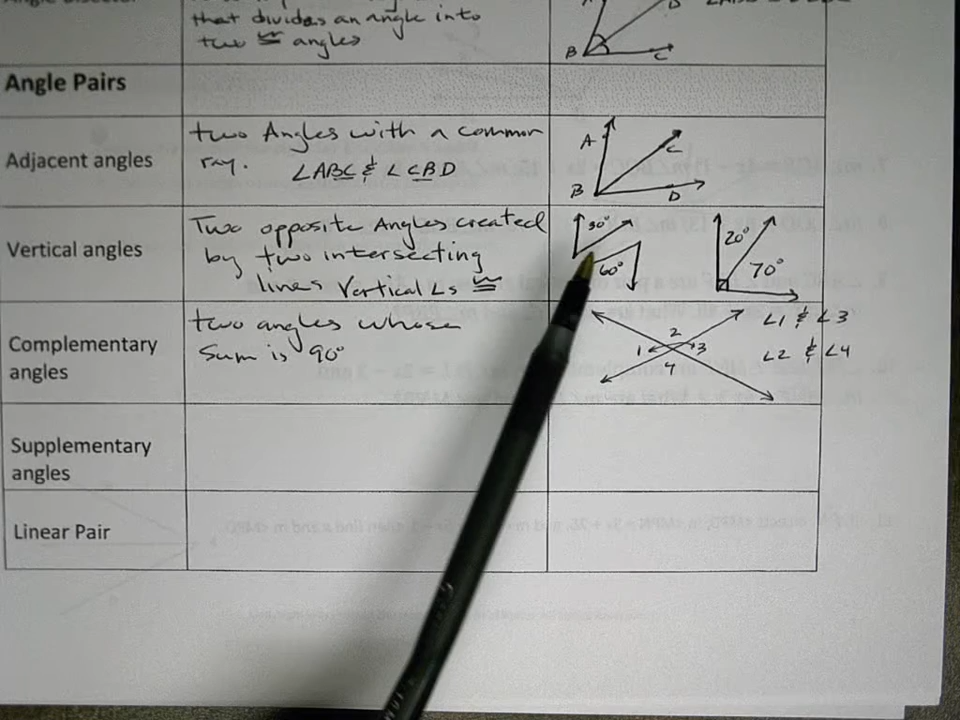 that divides an angle into
two ≅ angles
B
C
Angle Pairs
Adjacent angles
two Angles with a common
ray. ∠ABC & ∠CBD
A
C
B
D
Vertical angles
Two opposite Angles created
by two intersecting
lines Vertical ∠s ≅
30°
60°
20°
70°
Complementary
angles
two angles whose
Sum is 90°
2
1
3
4
∠1 & ∠3
∠2 & ∠4
Supplementary
angles
Linear Pair